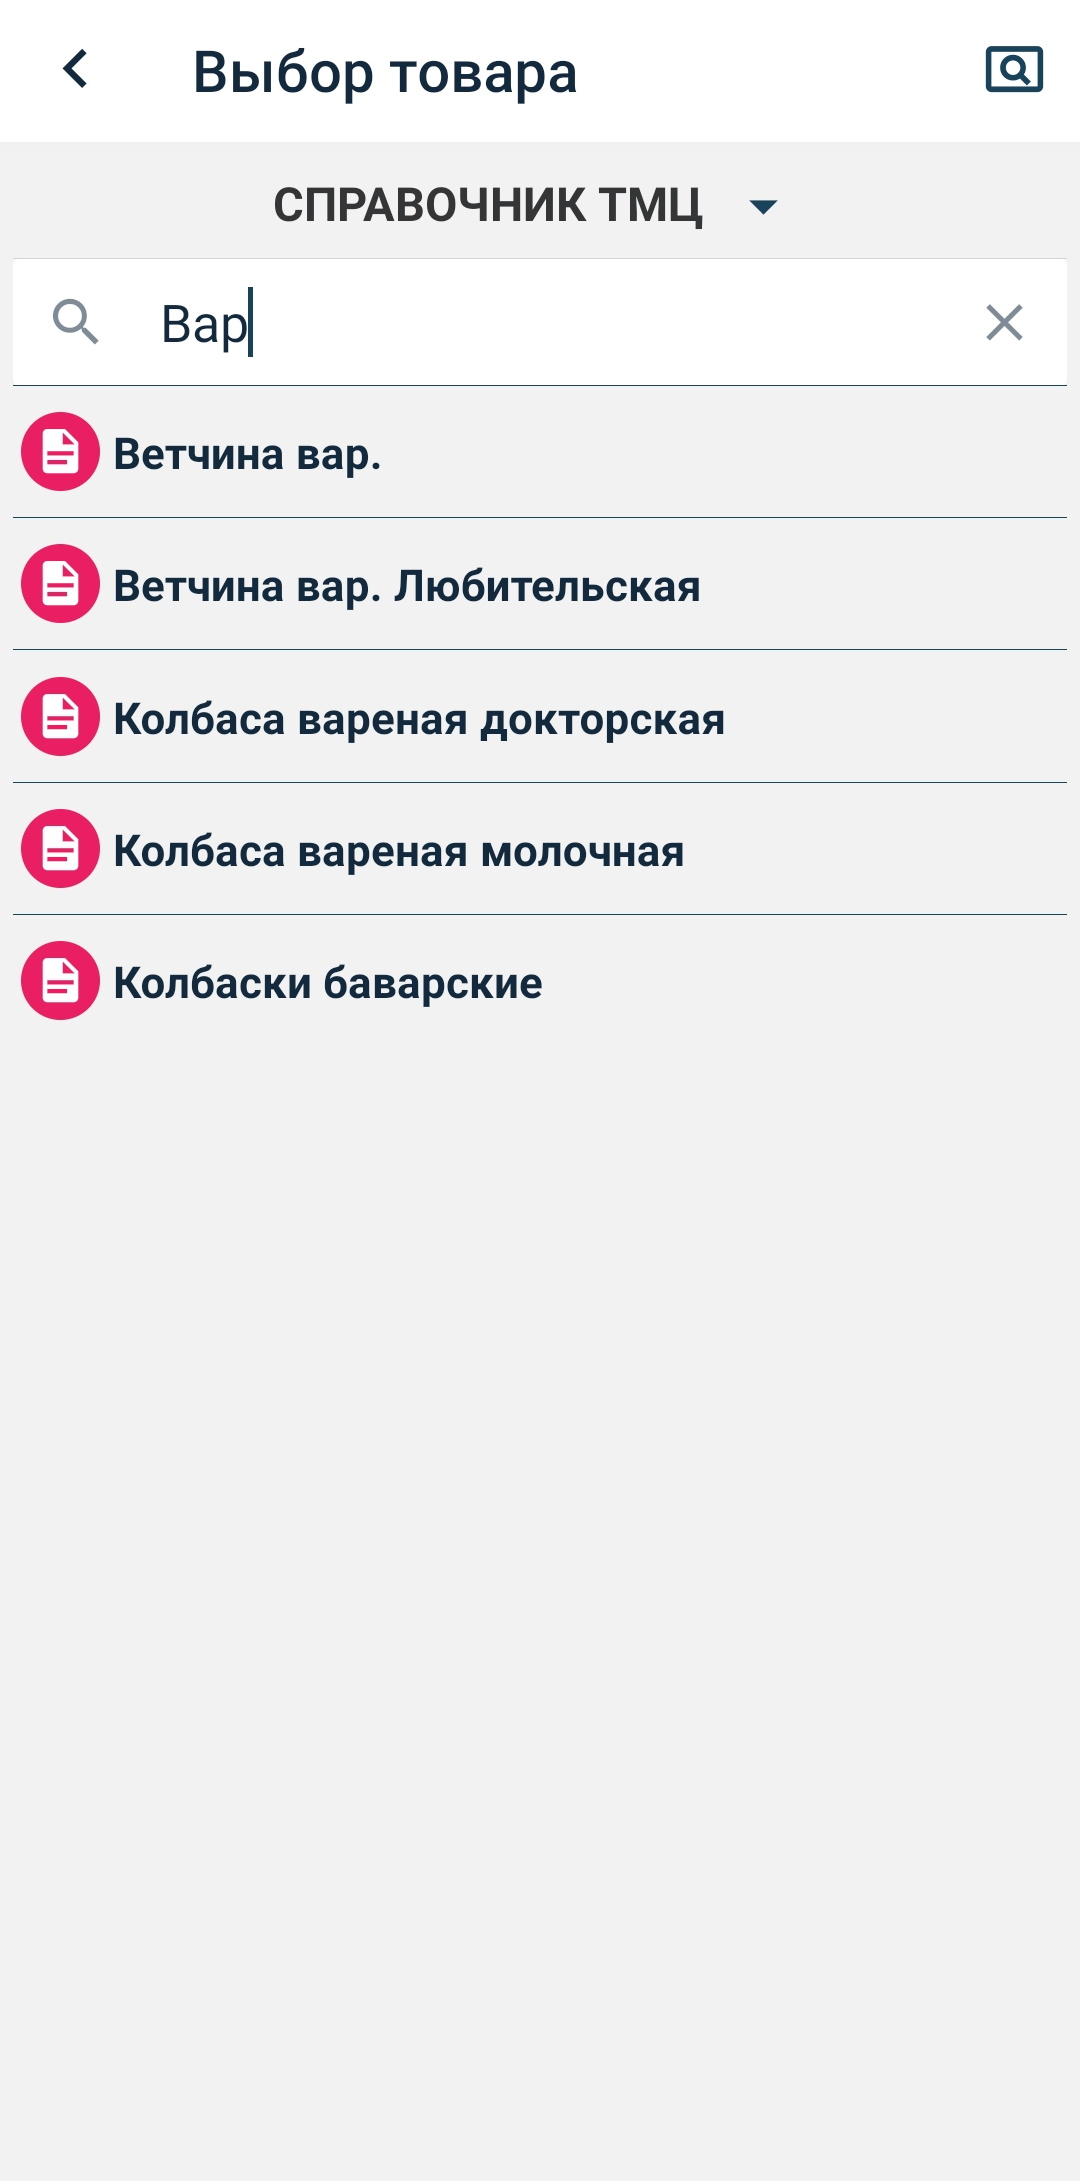 Выбор товара
СПРАВОЧНИК ТМЦ
Вар
Ветчина вар.
Ветчина вар. Любительская
Колбаса вареная докторская
Колбаса вареная молочная
Колбаски баварские